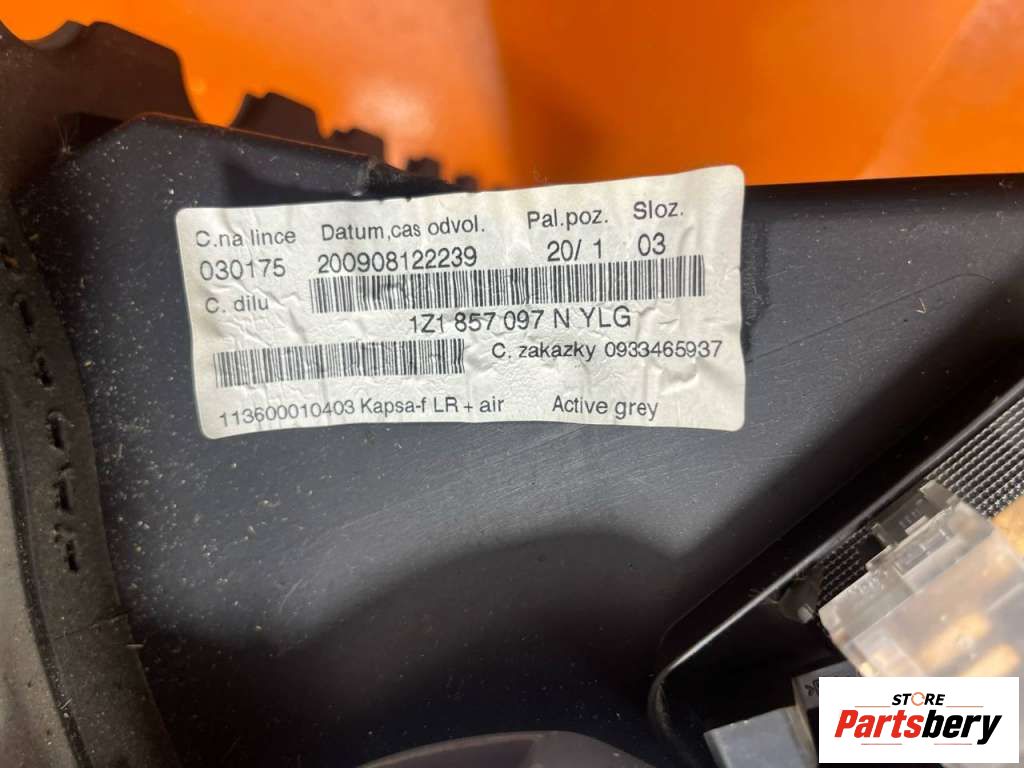 C.na lince Datum,cas odvol. Pal.poz. Sloz.
030175 200908122239 20/ 1 03
C. dilu
1Z1 857 097 N YLG
C. zakazky 0933465937
113600010403 Kapsa-f LR + air Active grey
STORE
Partsbery